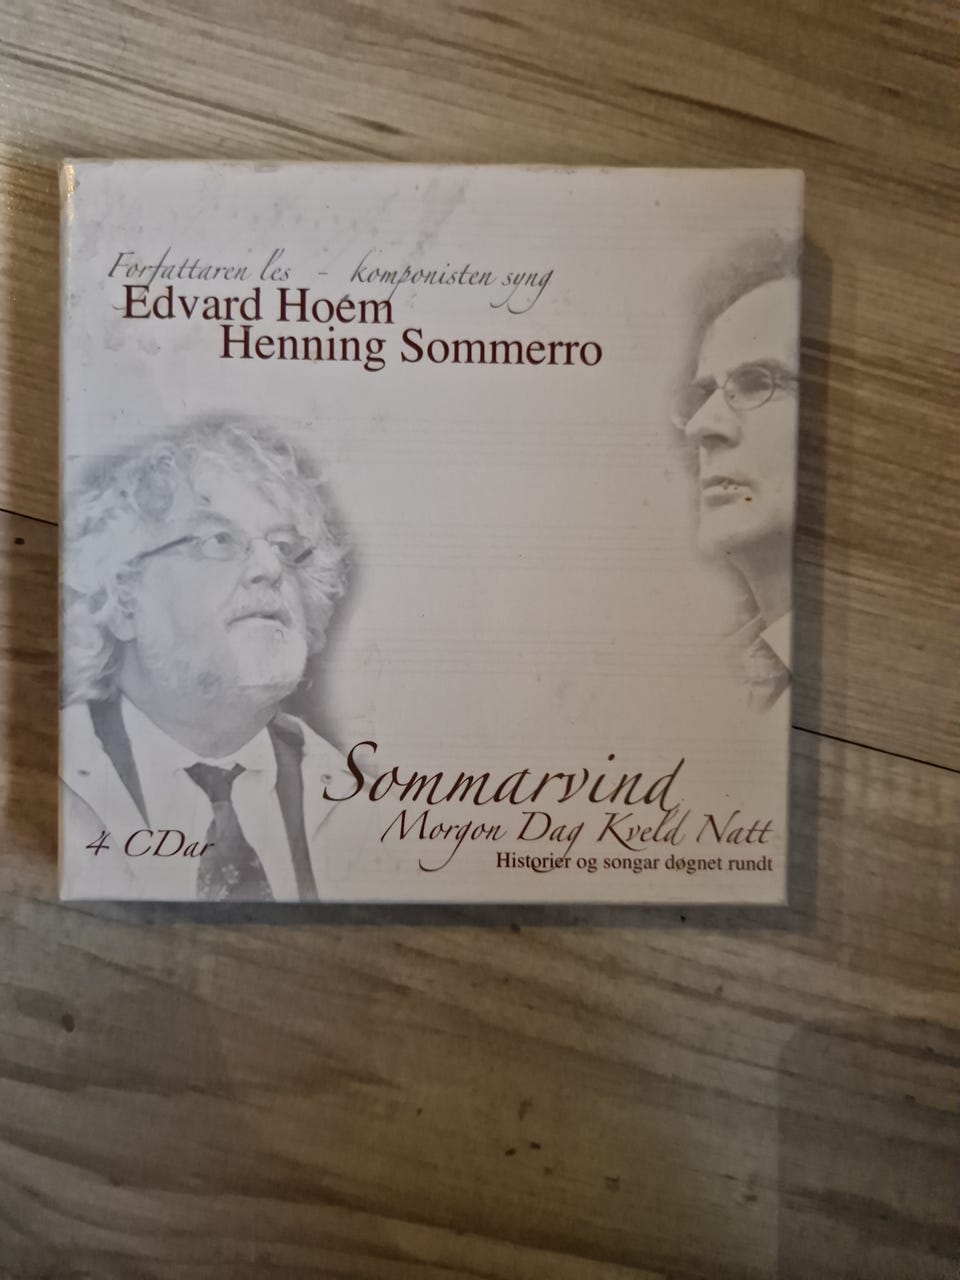 Forfattaren les - komponisten syng
Edvard Hoem
Henning Sommerro
Sommarvind
Morgon Dag Kveld Natt
4 CDar
Historier og songar døgnet rundt